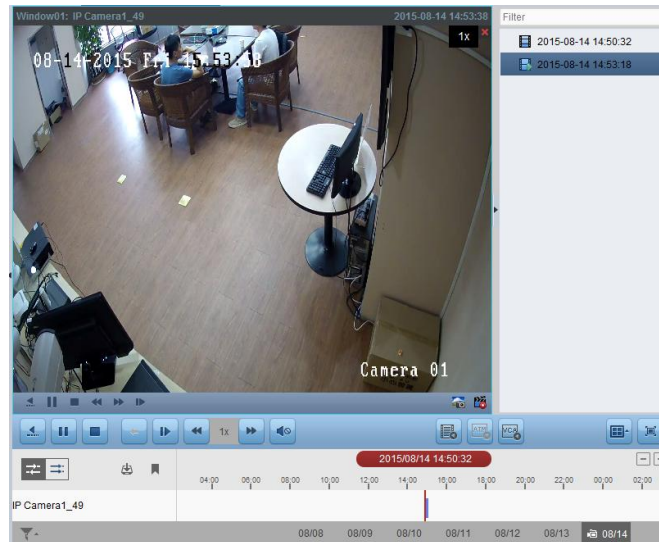 Window01: IP Camera1_49 2015-08-14 14:53:38
Filter
1x
08-14-2015 Fri 15:53:38
2015-08-14 14:50:32
2015-08-14 14:53:18
Camera 01
1x
ATM
VCA
2015/08/14 14:50:32
04:00 06:00 08:00 10:00 12:00 14:00 16:00 18:00 20:00 22:00 00:00 02:00
IP Camera1_49
08/08 08/09 08/10 08/11 08/12 08/13 08/14